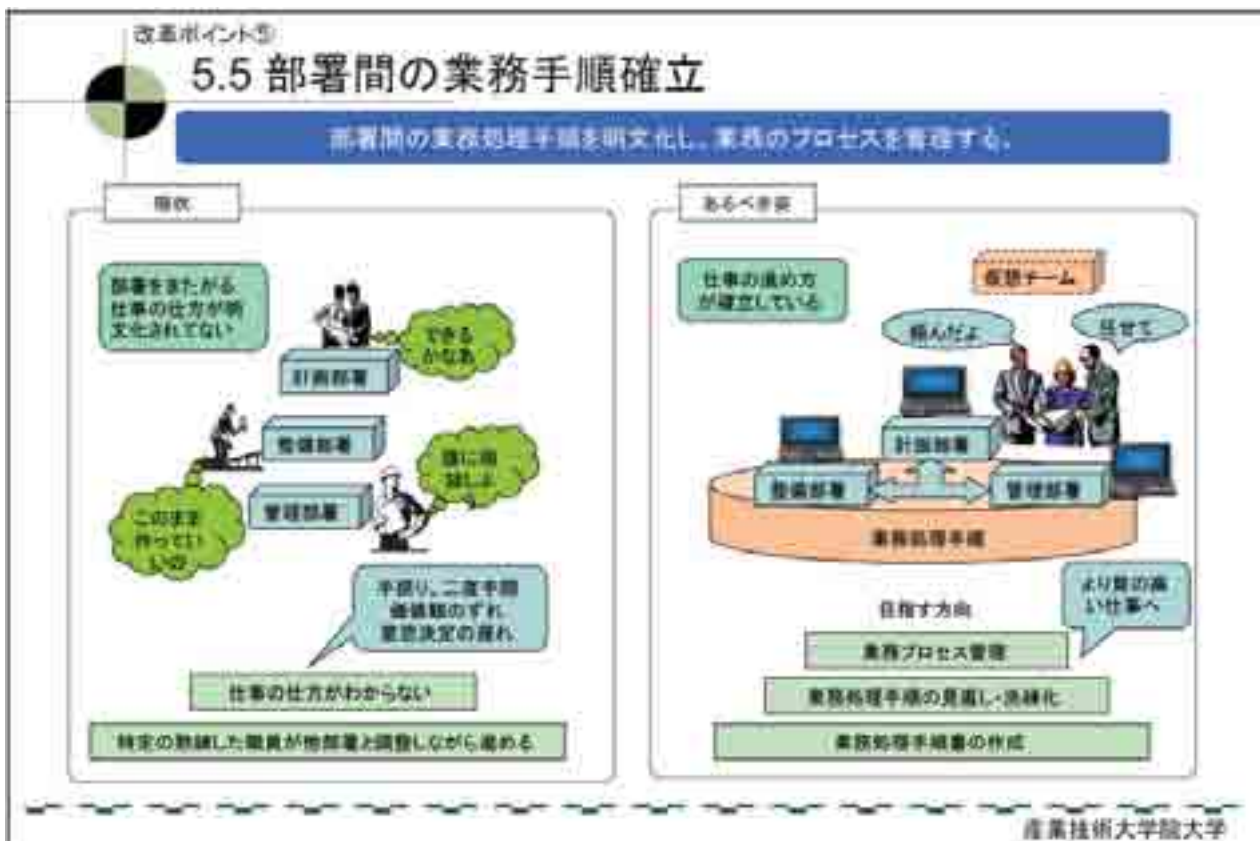 改革ポイント⑤
5.5 部署間の業務手順確立
部署間の業務処理手順を明文化し、業務のプロセスを管理する。
現状
部署をまたがる
仕事の仕方が明
文化されてない
できる
かなあ
計画部署
整備部署
管理部署
このまま
作ってい
いの
手戻り、二度手間
価値観のずれ
意思決定の遅れ
仕事の仕方がわからない
特定の熟練した職員が他部署と調整しながら進める
あるべき姿
仕事の進め方
が確立している
仮想チーム
頼んだよ
任せて
計画部署
整備部署
管理部署
業務処理手順
目指す方向
より質の高
い仕事へ
業務プロセス管理
業務処理手順の見直し・洗練化
業務処理手順書の作成
産業技術大学院大学